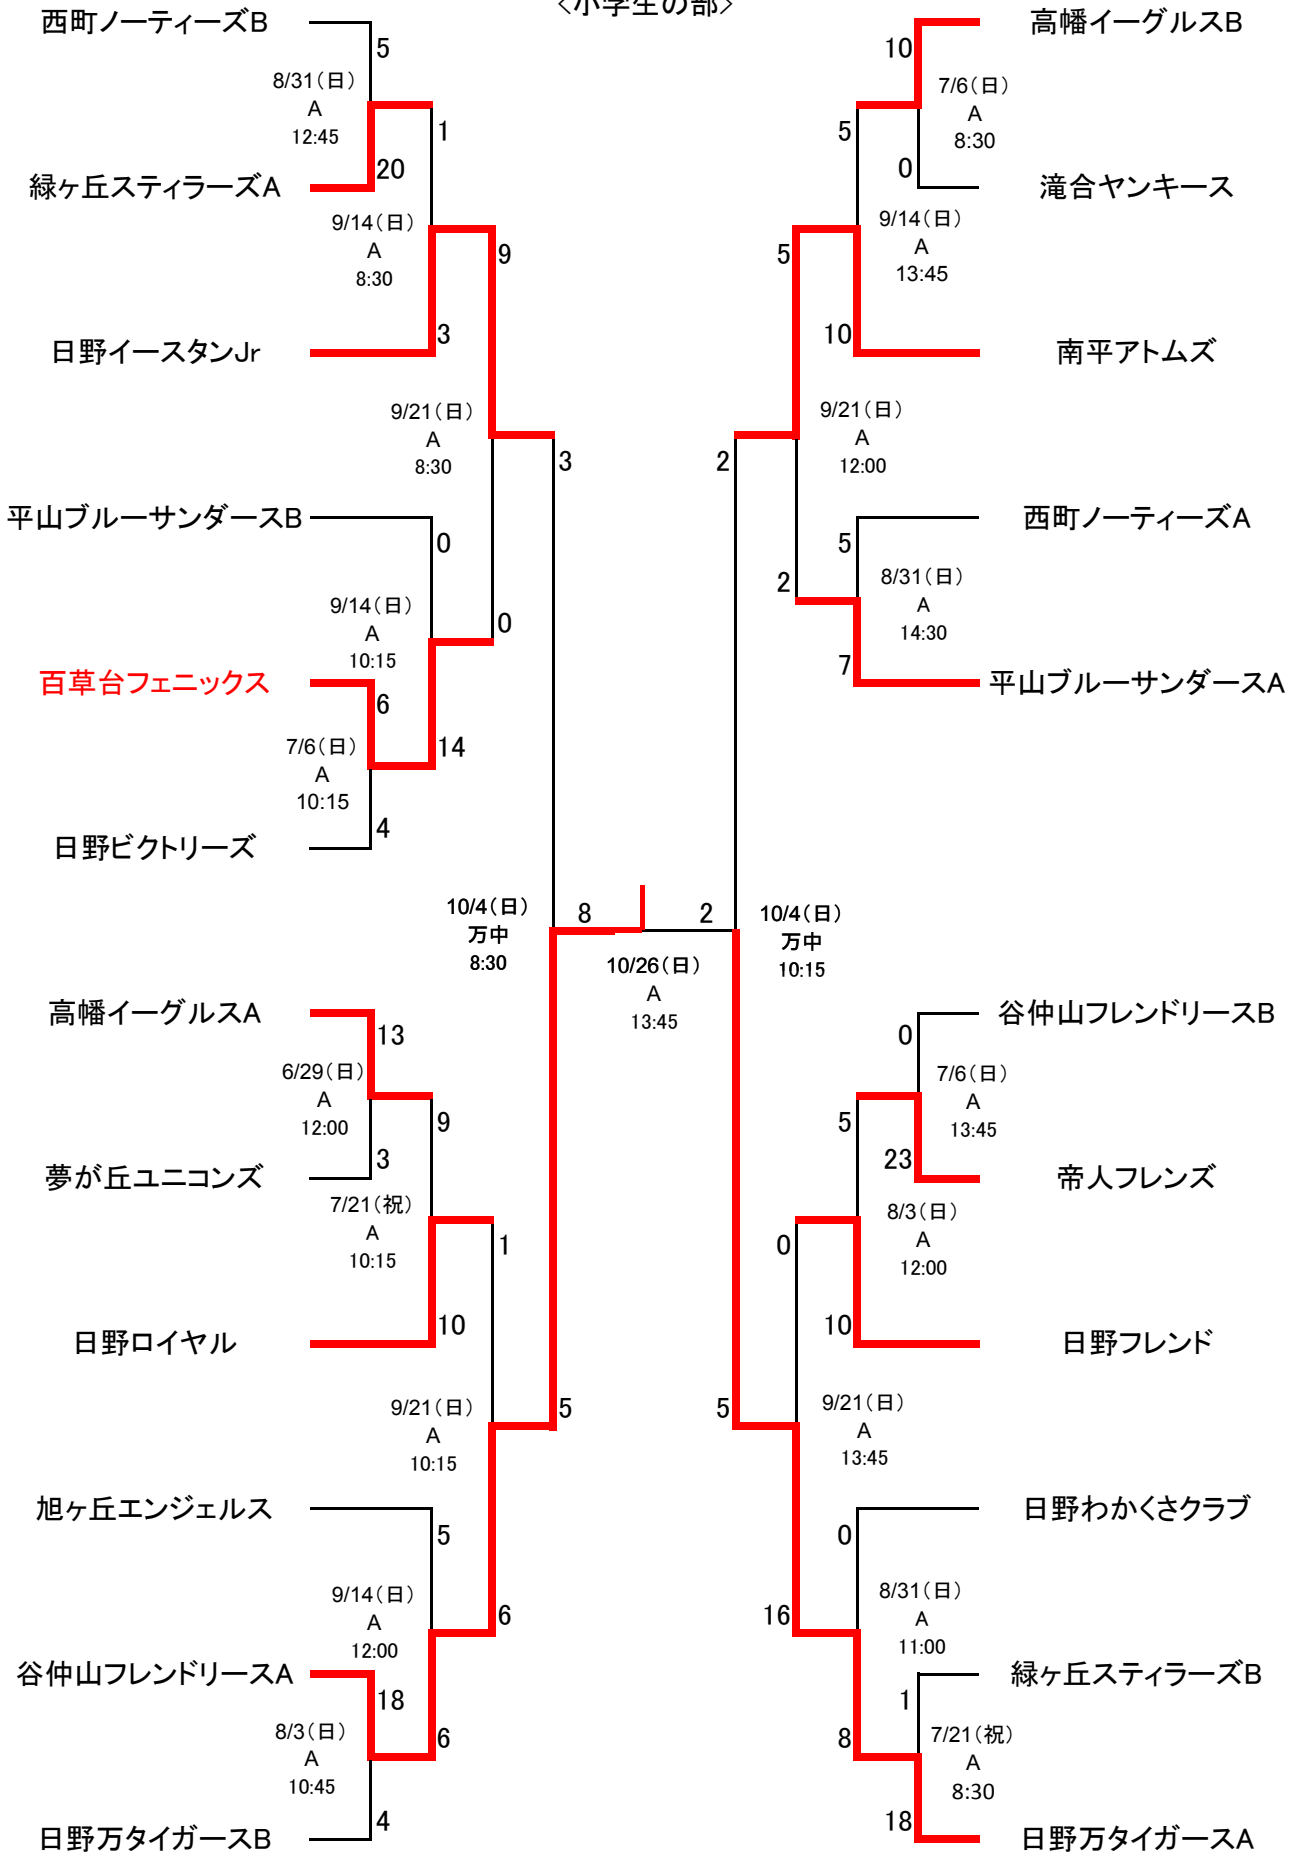 <小学生の部>
西町ノーティーズB
5
8/31(日)
A
12:45
1
20
緑ヶ丘スティラーズA
9/14(日)
A
8:30
9
3
日野イースタンJr
9/21(日)
A
8:30
3
平山ブルーサンダースB
0
9/14(日)
A
10:15
0
百草台フェニックス
6
7/6(日)
A
10:15
14
4
日野ビクトリーズ
10/4(日)
万中
8:30
8
高幡イーグルスA
13
6/29(日)
A
12:00
9
3
夢が丘ユニコンズ
7/21(祝)
A
10:15
1
10
日野ロイヤル
9/21(日)
A
10:15
5
旭ヶ丘エンジェルス
5
9/14(日)
A
12:00
6
谷仲山フレンドリースA
18
8/3(日)
A
10:45
6
4
日野万タイガースB
10/26(日)
A
13:45
高幡イーグルスB
10
7/6(日)
A
8:30
5
0
滝合ヤンキース
9/14(日)
A
13:45
5
10
南平アトムズ
9/21(日)
A
12:00
2
西町ノーティーズA
5
8/31(日)
A
14:30
2
7
平山ブルーサンダースA
2
10/4(日)
万中
10:15
谷仲山フレンドリースB
0
7/6(日)
A
13:45
5
23
帝人フレンズ
8/3(日)
A
12:00
0
10
日野フレンド
9/21(日)
A
13:45
5
日野わかくさクラブ
0
8/31(日)
A
11:00
16
緑ヶ丘スティラーズB
1
7/21(祝)
A
8:30
8
18
日野万タイガースA